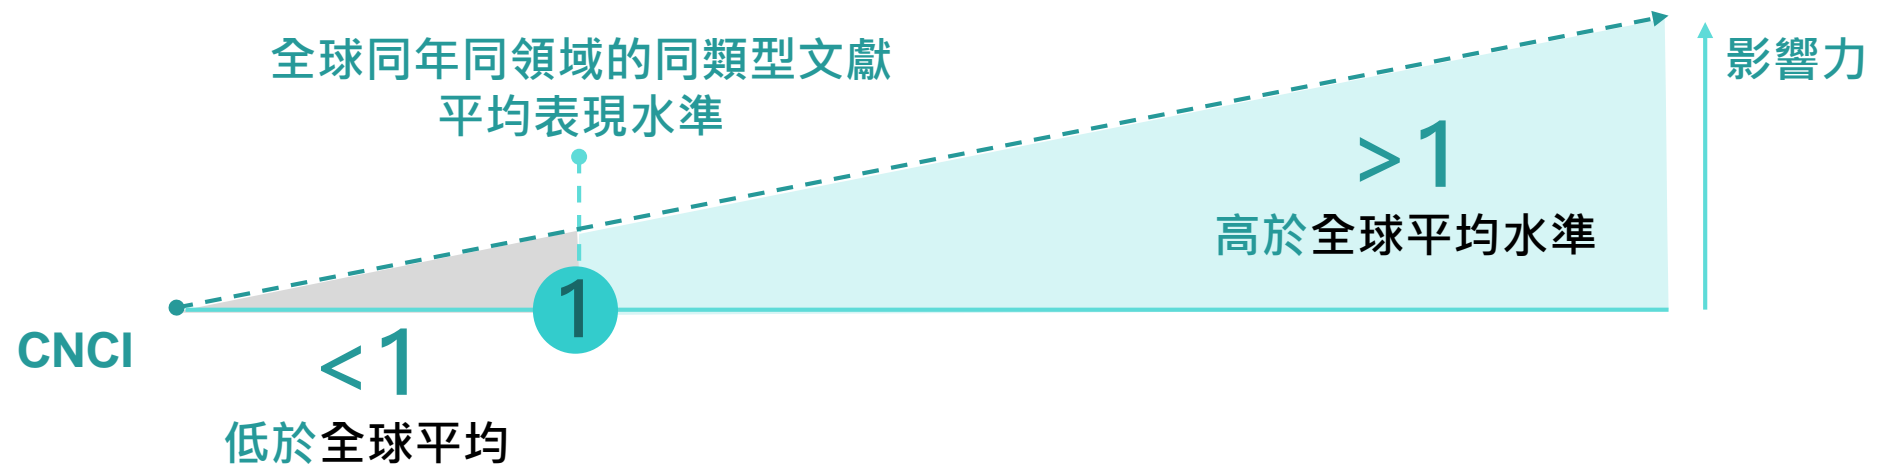 全球同年同領域的同類型文獻
平均表現水準
影響力
>1
高於全球平均水準
1
CNCI
<1
低於全球平均